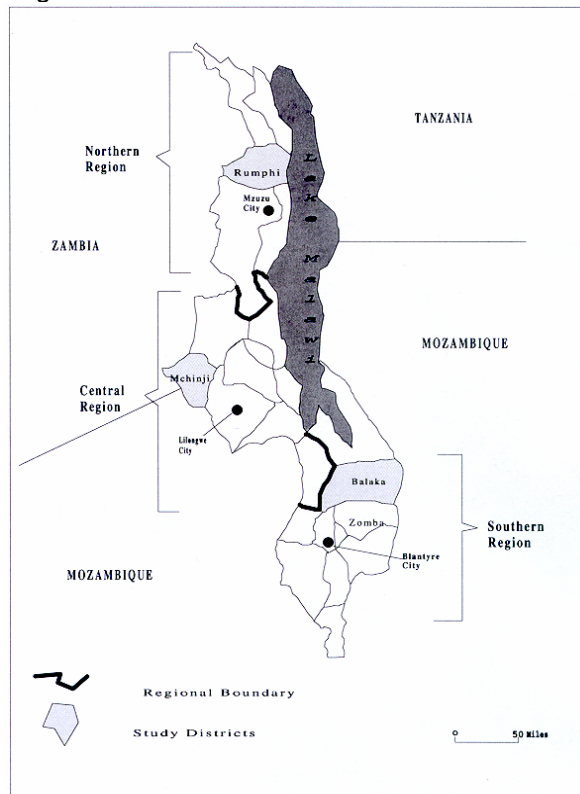 TANZANIA
Northern
Region
Rumphi
Mzuzu
City
Lake Malawi
ZAMBIA
MOZAMBIQUE
Mchinji
Central
Region
Lilongwe
City
Balaka
Zomba
Southern
Region
Blantyre
City
MOZAMBIQUE
Regional Boundary
Study Districts
0 50 Miles